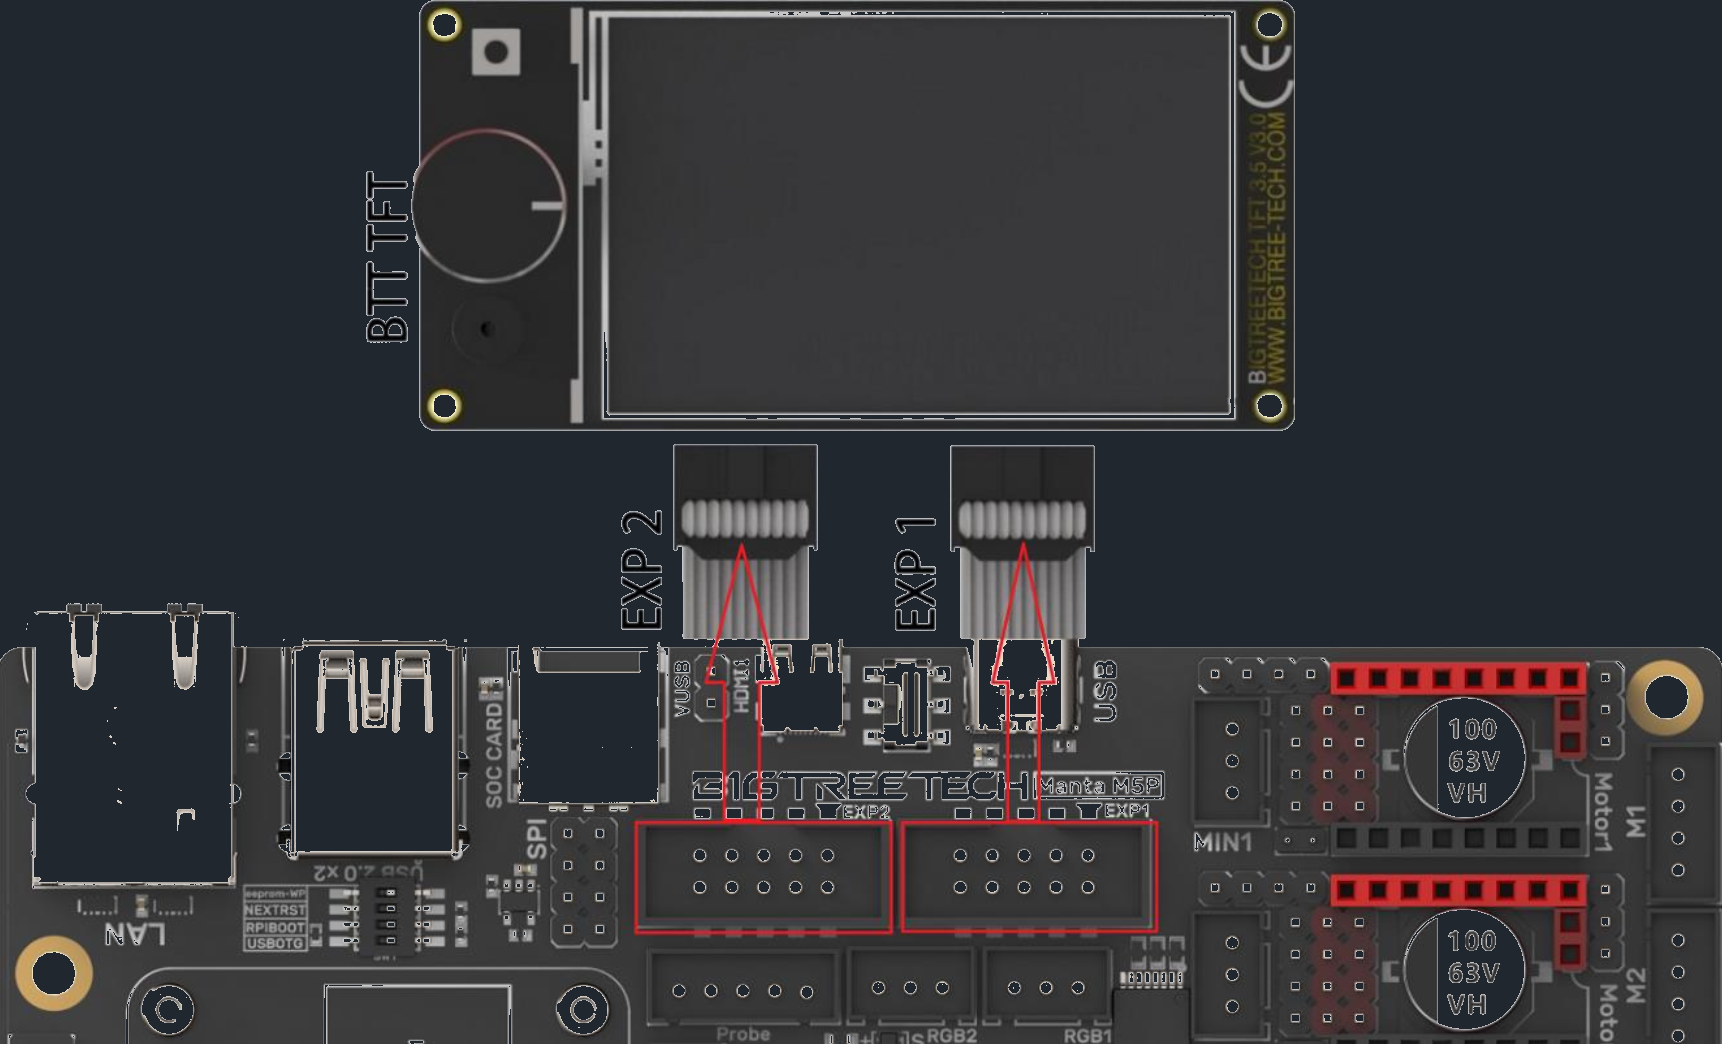 BTT TFT
BIGTREETECH TFT 3.5 V3.0
WWW.BIGTREE-TECH.COM
EXP 2
EXP 1
VUSB
HDMI1
USB
SOC CARD
BIGTREETECH
Manta M5P
EXP2
EXP1
SPI
USB 2.0 x2
eeprom-WP
NEXTRST
RPIBOOT
USBOTG
LAN
Probe
RGB2
RGB1
MIN1
100
63V
VH
Motor1
M1
100
63V
VH
Moto
M2